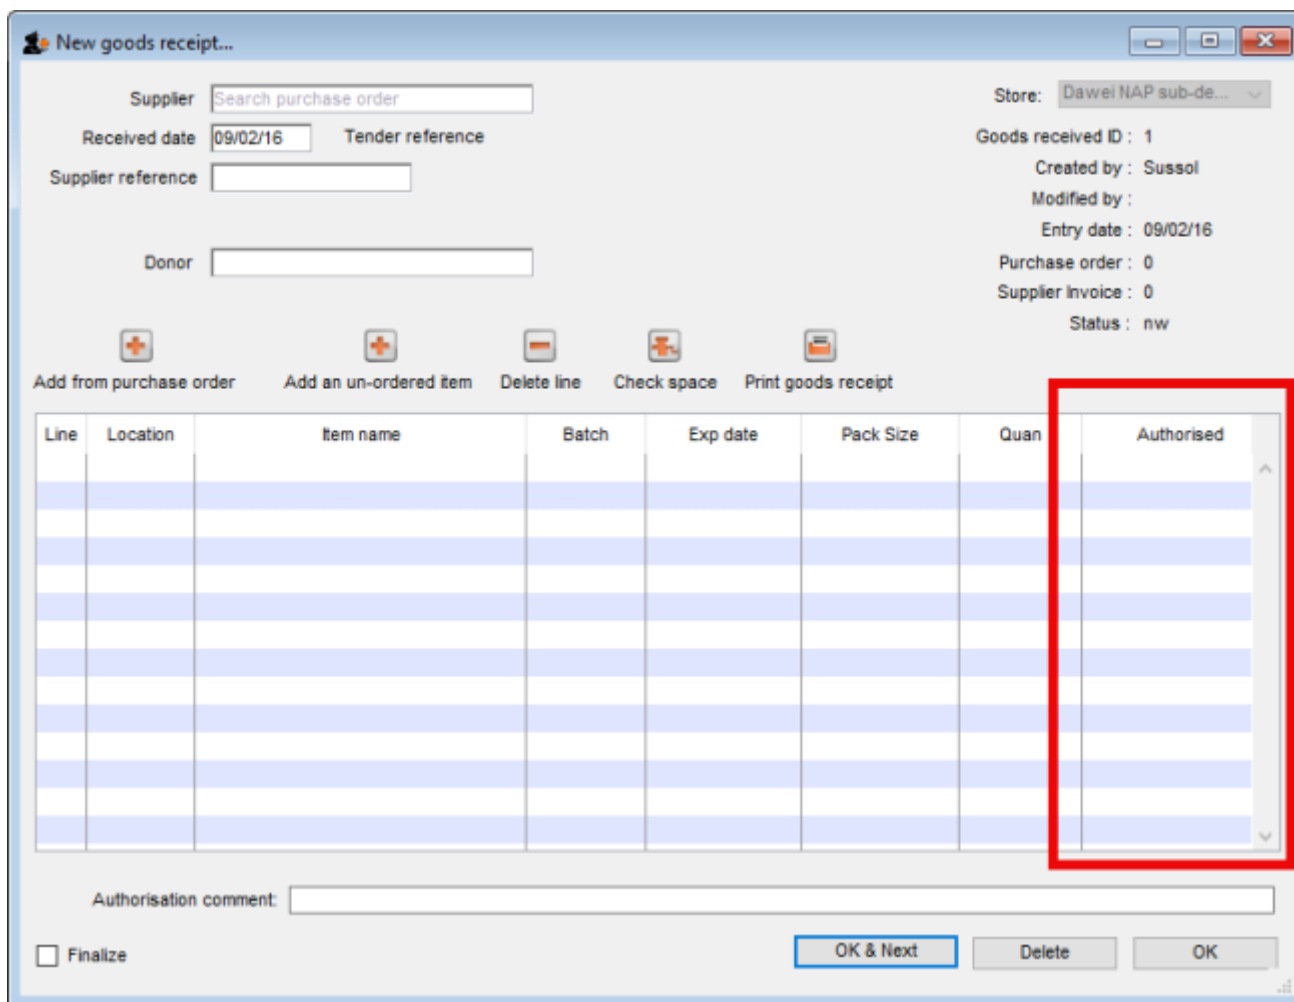 New goods receipt...
Supplier Search purchase order Store: Dawei NAP sub-de...
Received date 09/02/16 Tender reference Goods received ID : 1
Supplier reference Created by : Sussol
Modified by :
Entry date : 09/02/16
Donor Purchase order : 0
Supplier Invoice : 0
Status : nw
Add from purchase order Add an un-ordered item Delete line Check space Print goods receipt
Line Location Item name Batch Exp date Pack Size Quan Authorised
Authorisation comment:
Finalize OK & Next Delete OK